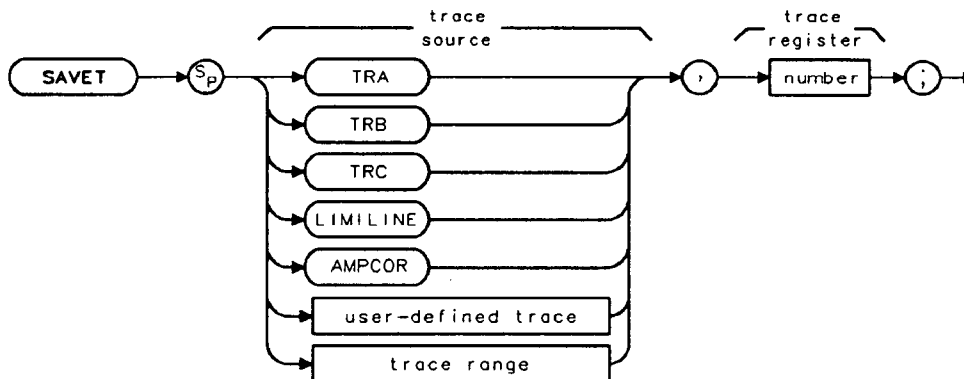 trace
source
trace
register
SAVET
SP
TRA
,
number
;
TRB
TRC
LIMILINE
AMPCOR
user-defined trace
trace range